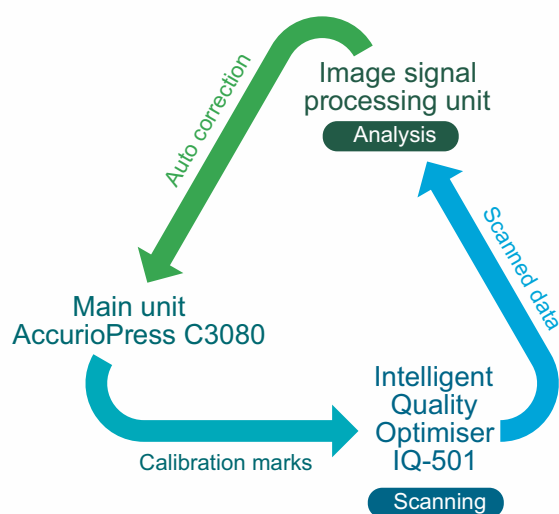 Image signal
processing unit
Analysis
Auto correction
Scanned data
Main unit
AccurioPress C3080
Intelligent
Quality
Optimiser
IQ-501
Calibration marks
Scanning